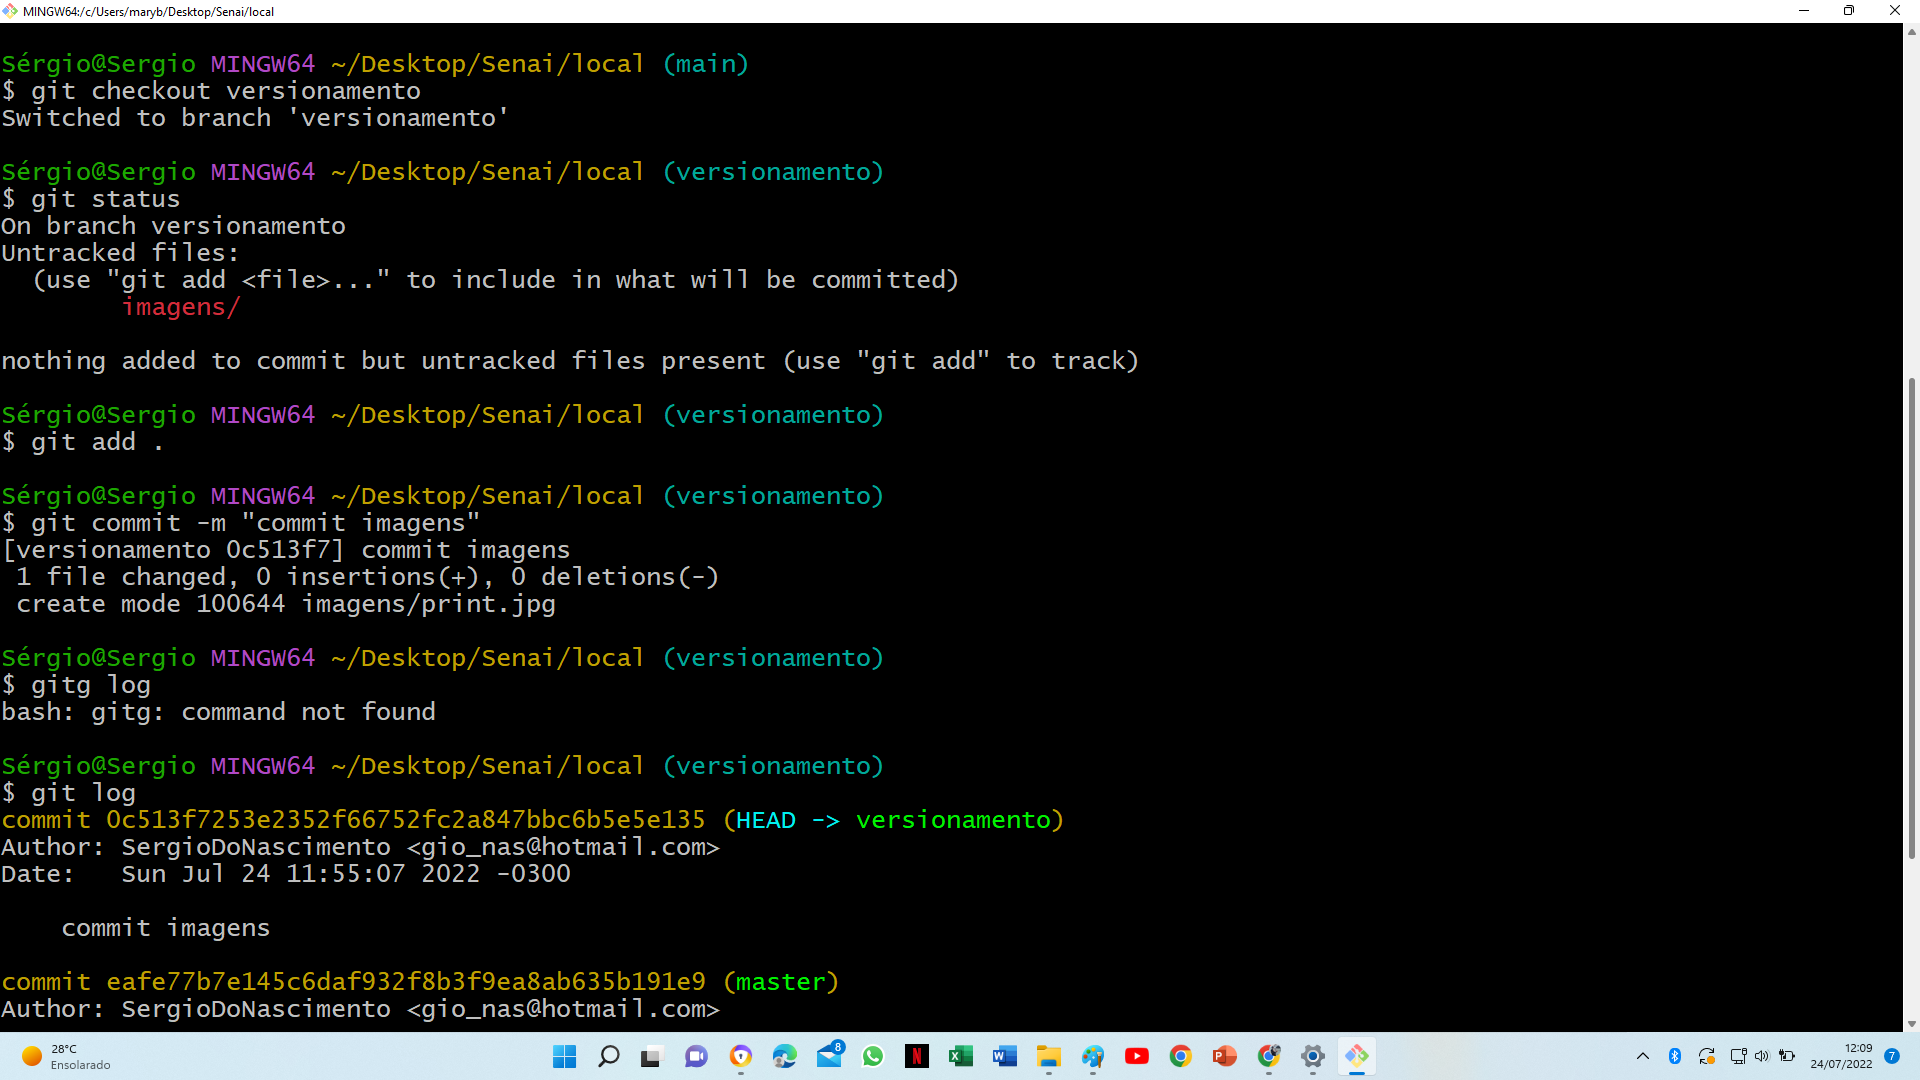 MINGW64:/c/Users/maryb/Desktop/Senai/local
Sérgio@Sergio MINGW64 ~/Desktop/Senai/local (main)
$ git checkout versionamento
Switched to branch 'versionamento'
Sérgio@Sergio MINGW64 ~/Desktop/Senai/local (versionamento)
$ git status
On branch versionamento
Untracked files:
(use "git add <file>..." to include in what will be committed)
imagens/
nothing added to commit but untracked files present (use "git add" to track)
Sérgio@Sergio MINGW64 ~/Desktop/Senai/local (versionamento)
$ git add .
Sérgio@Sergio MINGW64 ~/Desktop/Senai/local (versionamento)
$ git commit -m "commit imagens"
[versionamento 0c513f7] commit imagens
1 file changed, 0 insertions(+), 0 deletions(-)
create mode 100644 imagens/print.jpg
Sérgio@Sergio MINGW64 ~/Desktop/Senai/local (versionamento)
$ gitg log
bash: gitg: command not found
Sérgio@Sergio MINGW64 ~/Desktop/Senai/local (versionamento)
$ git log
commit 0c513f7253e2352f66752fc2a847bbc6b5e5e135 (HEAD -> versionamento)
Author: SergioDoNascimento <gio_nas@hotmail.com>
Date:   Sun Jul 24 11:55:07 2022 -0300
commit imagens
commit eafe77b7e145c6daf932f8b3f9ea8ab635b191e9 (master)
Author: SergioDoNascimento <gio_nas@hotmail.com>
28°C
Ensolarado
8
N
W
P
12:09
24/07/2022
7